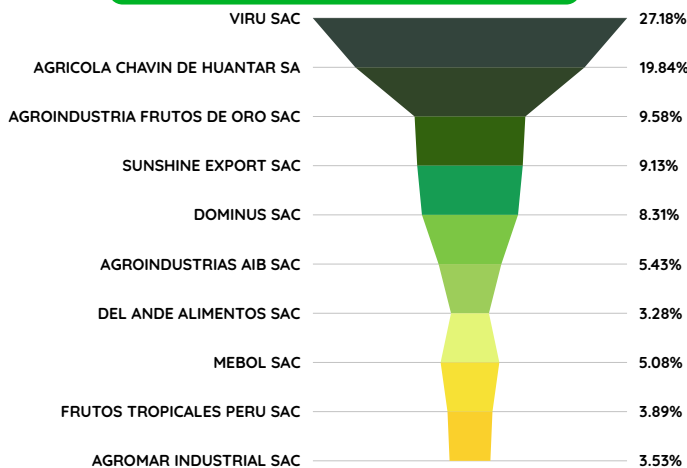 VIRU SAC 27.18%
AGRICOLA CHAVIN DE HUANTAR SA 19.84%
AGROINDUSTRIA FRUTOS DE ORO SAC 9.58%
SUNSHINE EXPORT SAC 9.13%
DOMINUS SAC 8.31%
AGROINDUSTRIAS AIB SAC 5.43%
DEL ANDE ALIMENTOS SAC 3.28%
MEBOL SAC 5.08%
FRUTOS TROPICALES PERU SAC 3.89%
AGROMAR INDUSTRIAL SAC 3.53%